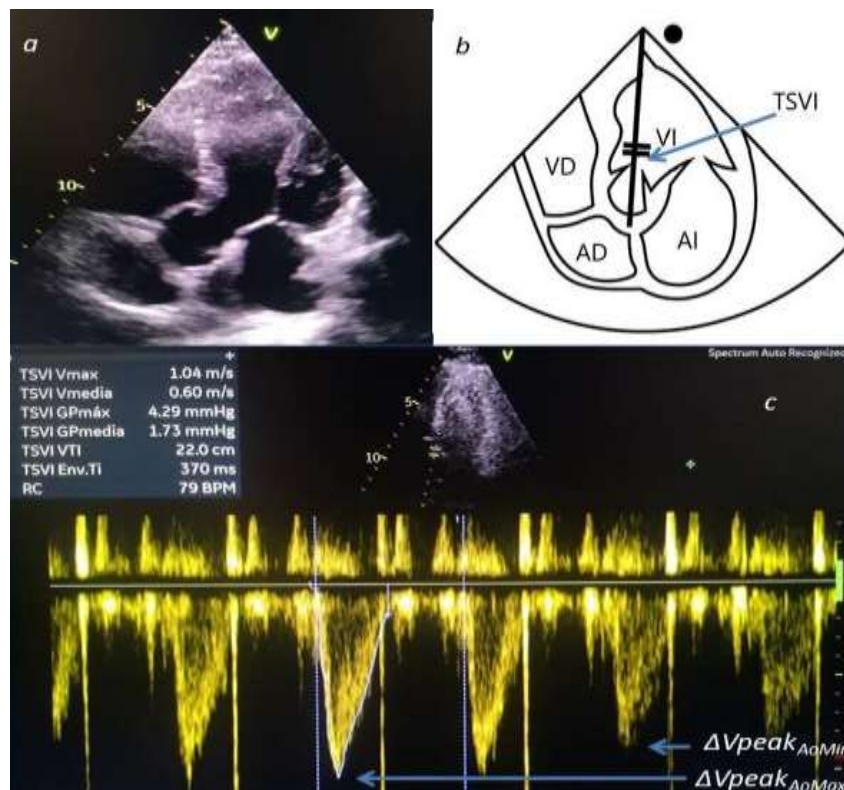 a
V
5
10
b
TSVI
VI
VD
AD
AI
TSVI Vmax 1.04 m/s
TSVI Vmedia 0.60 m/s
TSVI GPmáx 4.29 mmHg
TSVI GPmedia 1.73 mmHg
TSVI VTI 22.0 cm
TSVI Env.Ti 370 ms
RC 79 BPM
V
Spectrum Auto Recognized
c
5
10
ΔVpeakAoMin
ΔVpeakAoMax